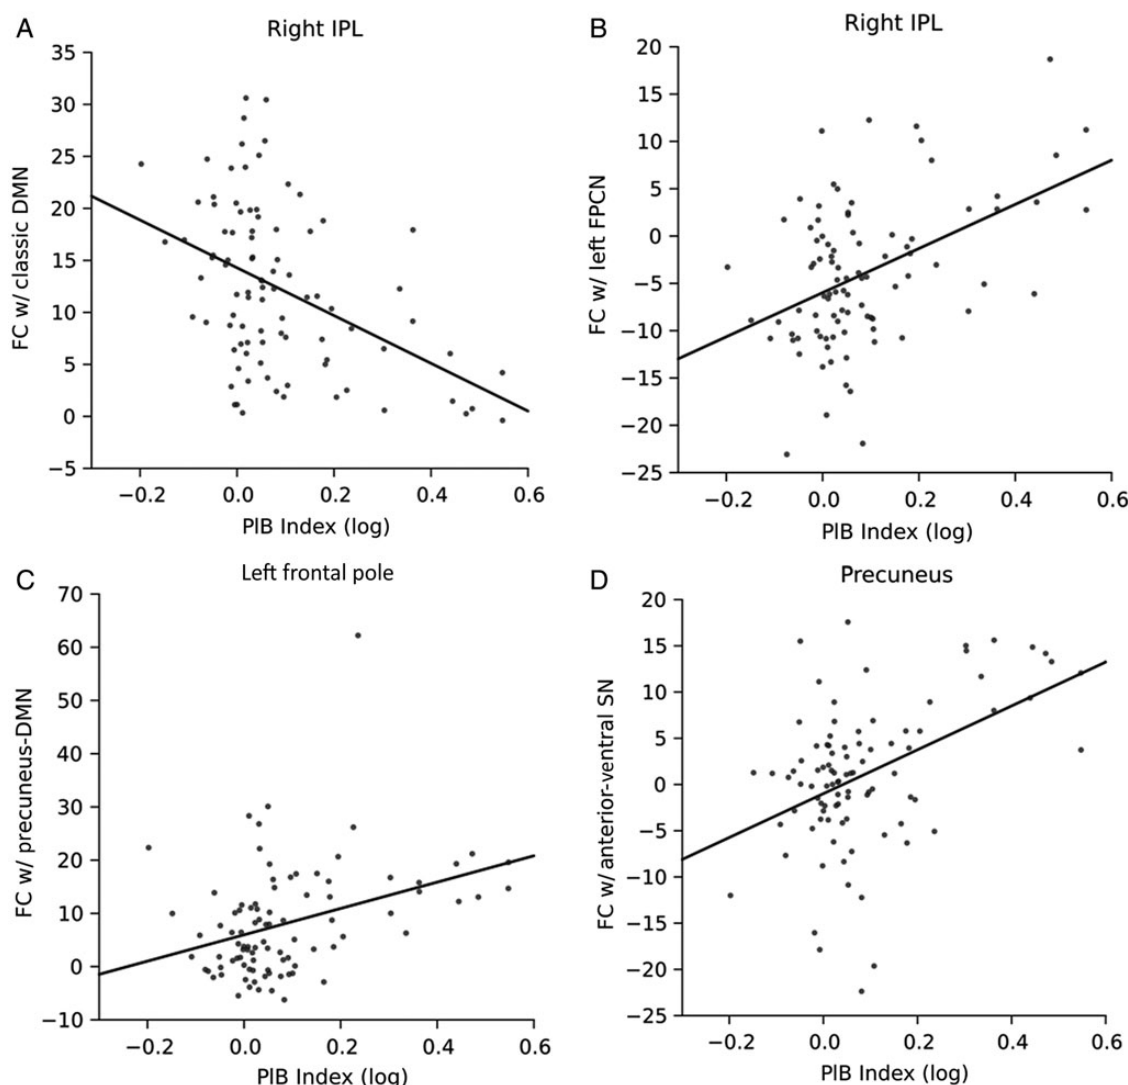 A
Right IPL
35
30
25
20
15
10
5
0
−5
FC w/ classic DMN
−0.2 0.0 0.2 0.4 0.6
PIB Index (log)
B
Right IPL
20
15
10
5
0
−5
−10
−15
−20
−25
FC w/ left FPCN
−0.2 0.0 0.2 0.4 0.6
PIB Index (log)
C
Left frontal pole
70
60
50
40
30
20
10
0
−10
FC w/ precuneus-DMN
−0.2 0.0 0.2 0.4 0.6
PIB Index (log)
D
Precuneus
20
15
10
5
0
−5
−10
−15
−20
−25
FC w/ anterior-ventral SN
−0.2 0.0 0.2 0.4 0.6
PIB Index (log)